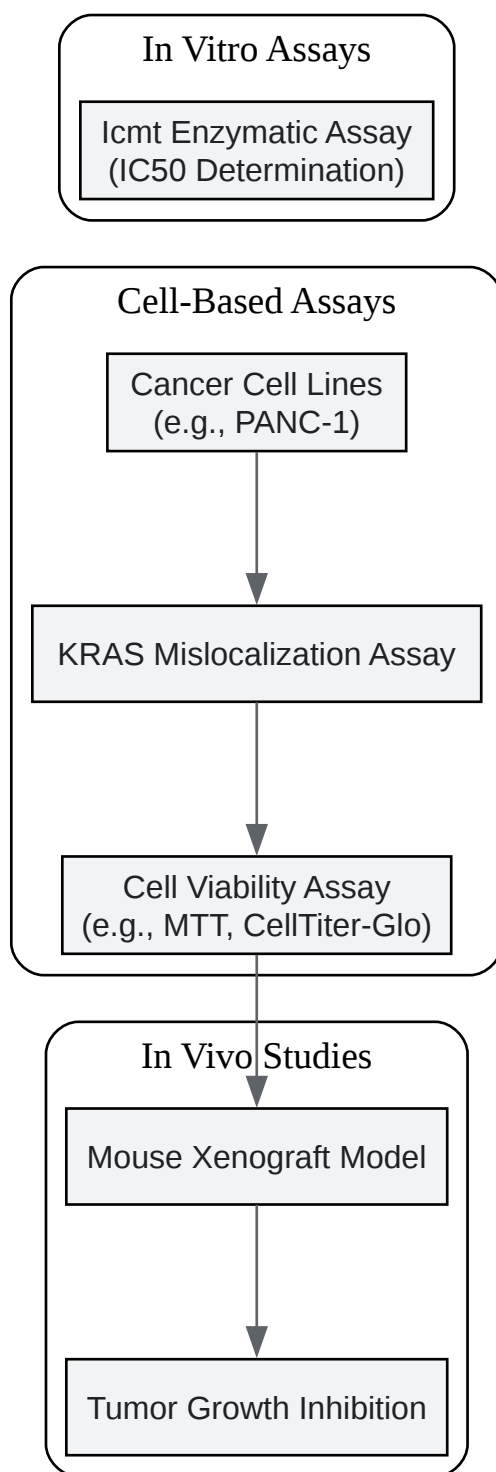 In Vitro Assays
Icmt Enzymatic Assay
(IC50 Determination)
Cell-Based Assays
Cancer Cell Lines
(e.g., PANC-1)
KRAS Mislocalization Assay
Cell Viability Assay
(e.g., MTT, CellTiter-Glo)
In Vivo Studies
Mouse Xenograft Model
Tumor Growth Inhibition